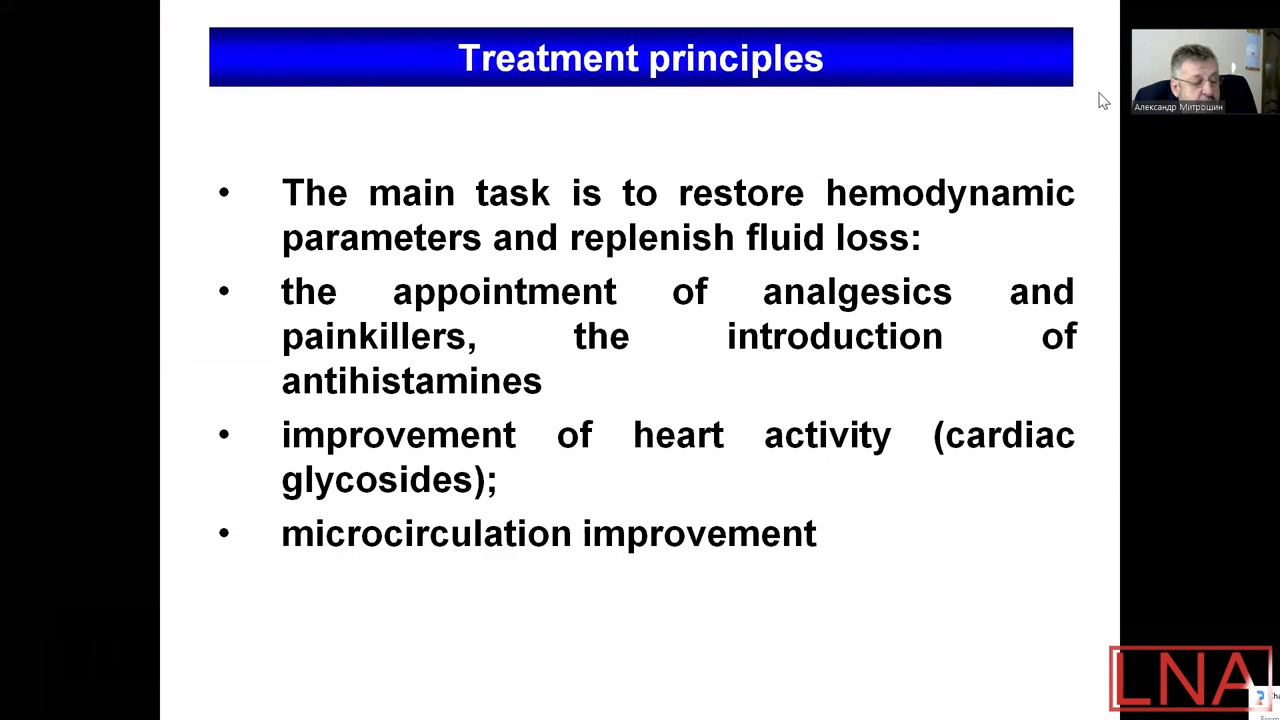 Treatment principles
Александр Митрошин
• The main task is to restore hemodynamic
parameters and replenish fluid loss:
• the appointment of analgesics and
painkillers, the introduction of
antihistamines
• improvement of heart activity (cardiac
glycosides);
• microcirculation improvement
LNA